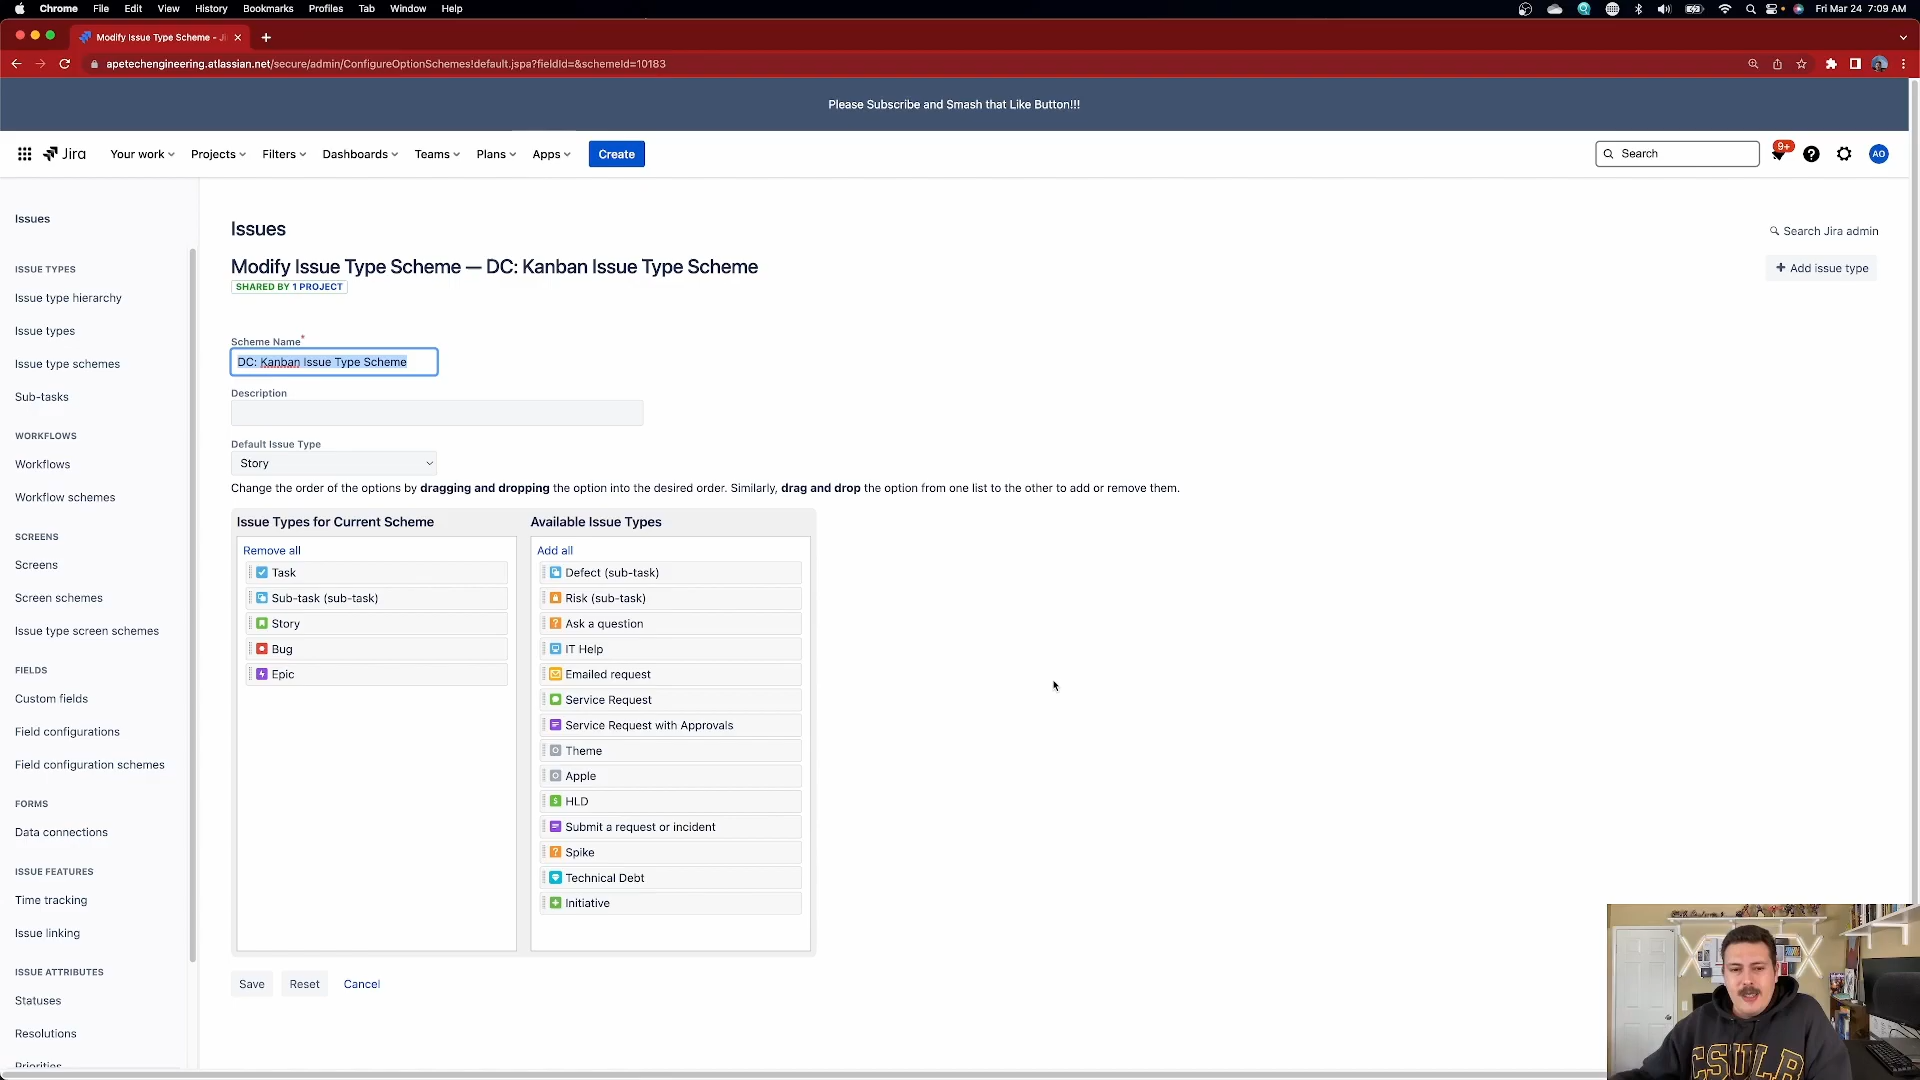 Chrome File Edit View History Bookmarks Profiles Tab Window Help
Fri Mar 24 7:09 AM
Modify Issue Type Scheme - Ji
apetechengineering.atlassian.net/secure/admin/ConfigureOptionSchemes!default.jspa?fieldId=&schemeId=10183
Please Subscribe and Smash that Like Button!!!
Jira Your work Projects Filters Dashboards Teams Plans Apps Create Search 9+ AO
Issues
ISSUE TYPES
Issue type hierarchy
Issue types
Issue type schemes
Sub-tasks
WORKFLOWS
Workflows
Workflow schemes
SCREENS
Screens
Screen schemes
Issue type screen schemes
FIELDS
Custom fields
Field configurations
Field configuration schemes
FORMS
Data connections
ISSUE FEATURES
Time tracking
Issue linking
ISSUE ATTRIBUTES
Statuses
Resolutions
Priorities
Issues
Search Jira admin
Modify Issue Type Scheme — DC: Kanban Issue Type Scheme
+ Add issue type
SHARED BY 1 PROJECT
Scheme Name*
DC: Kanban Issue Type Scheme
Description
Default Issue Type
Story
Change the order of the options by dragging and dropping the option into the desired order. Similarly, drag and drop the option from one list to the other to add or remove them.
Issue Types for Current Scheme
Remove all
Task
Sub-task (sub-task)
Story
Bug
Epic
Available Issue Types
Add all
Defect (sub-task)
Risk (sub-task)
Ask a question
IT Help
Emailed request
Service Request
Service Request with Approvals
Theme
Apple
HLD
Submit a request or incident
Spike
Technical Debt
Initiative
Save Reset Cancel
CSULB